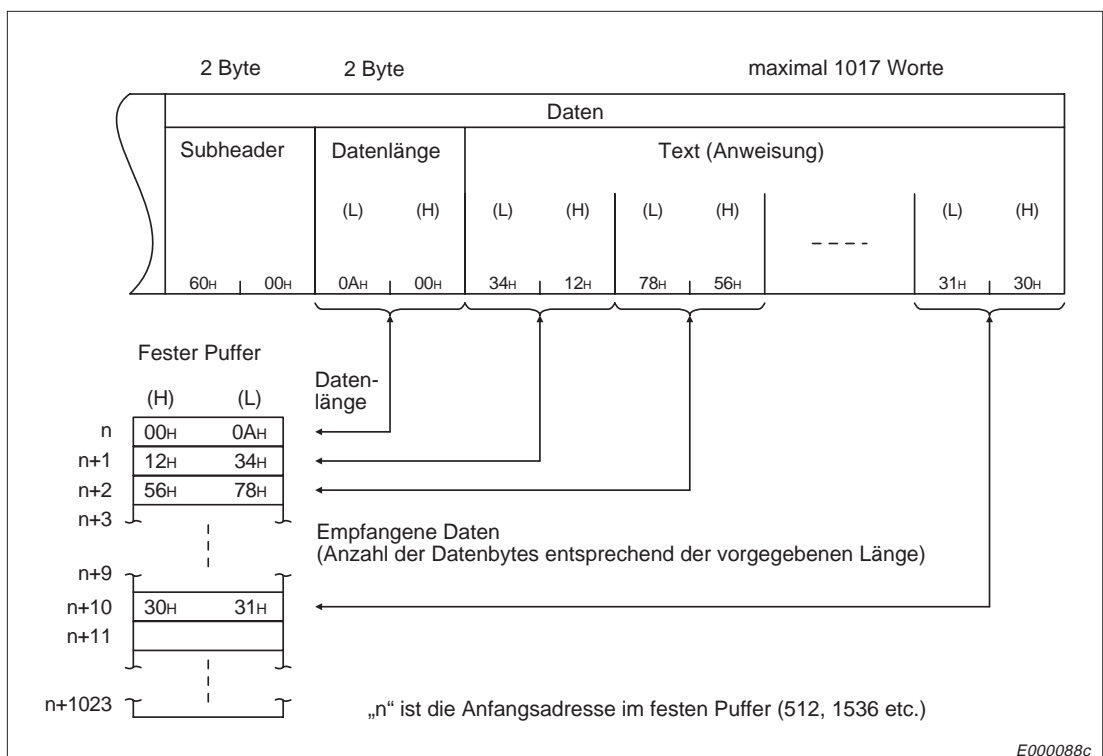 2 Byte 2 Byte maximal 1017 Worte
Daten
Subheader Datenlänge Text (Anweisung)
(L) (H) (L) (H) (L) (H) (L) (H)
60H 00H 0AH 00H 34H 12H 78H 56H 31H 30H
Fester Puffer
(H) (L)
Daten-
länge
n 00H 0AH
n+1 12H 34H
n+2 56H 78H
n+3
Empfangene Daten
(Anzahl der Datenbytes entsprechend der vorgegebenen Länge)
n+9
n+10 30H 31H
n+11
n+1023
„n“ ist die Anfangsadresse im festen Puffer (512, 1536 etc.)
E000088c